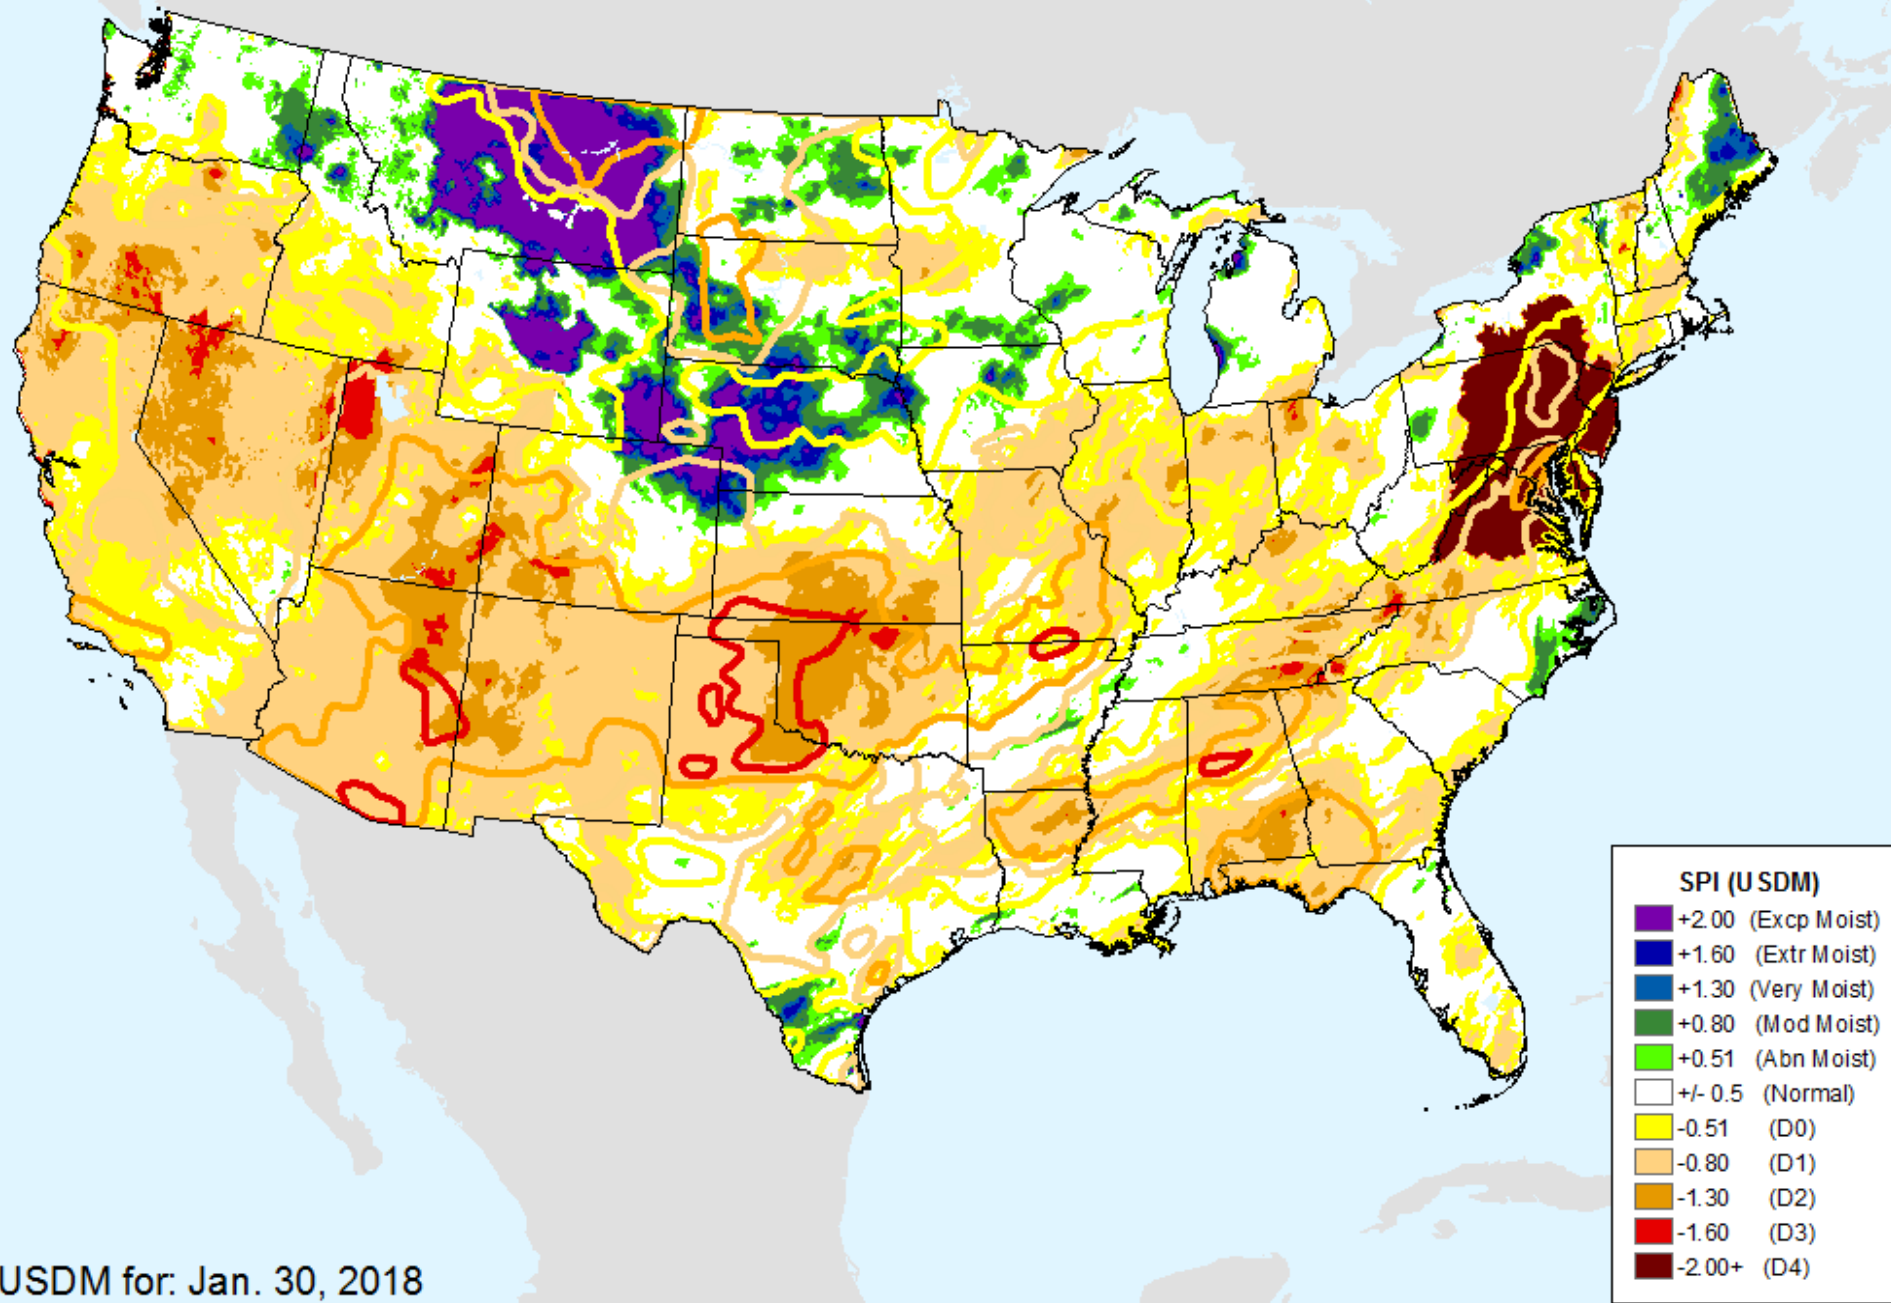 SPI (USDM)
+2.00 (Excp Moist)
+1.60 (Extr Moist)
+1.30 (Very Moist)
+0.80 (Mod Moist)
+0.51 (Abn Moist)
+/- 0.5 (Normal)
-0.51 (D0)
-0.80 (D1)
-1.30 (D2)
-1.60 (D3)
-2.00+ (D4)
USDM for: Jan. 30, 2018